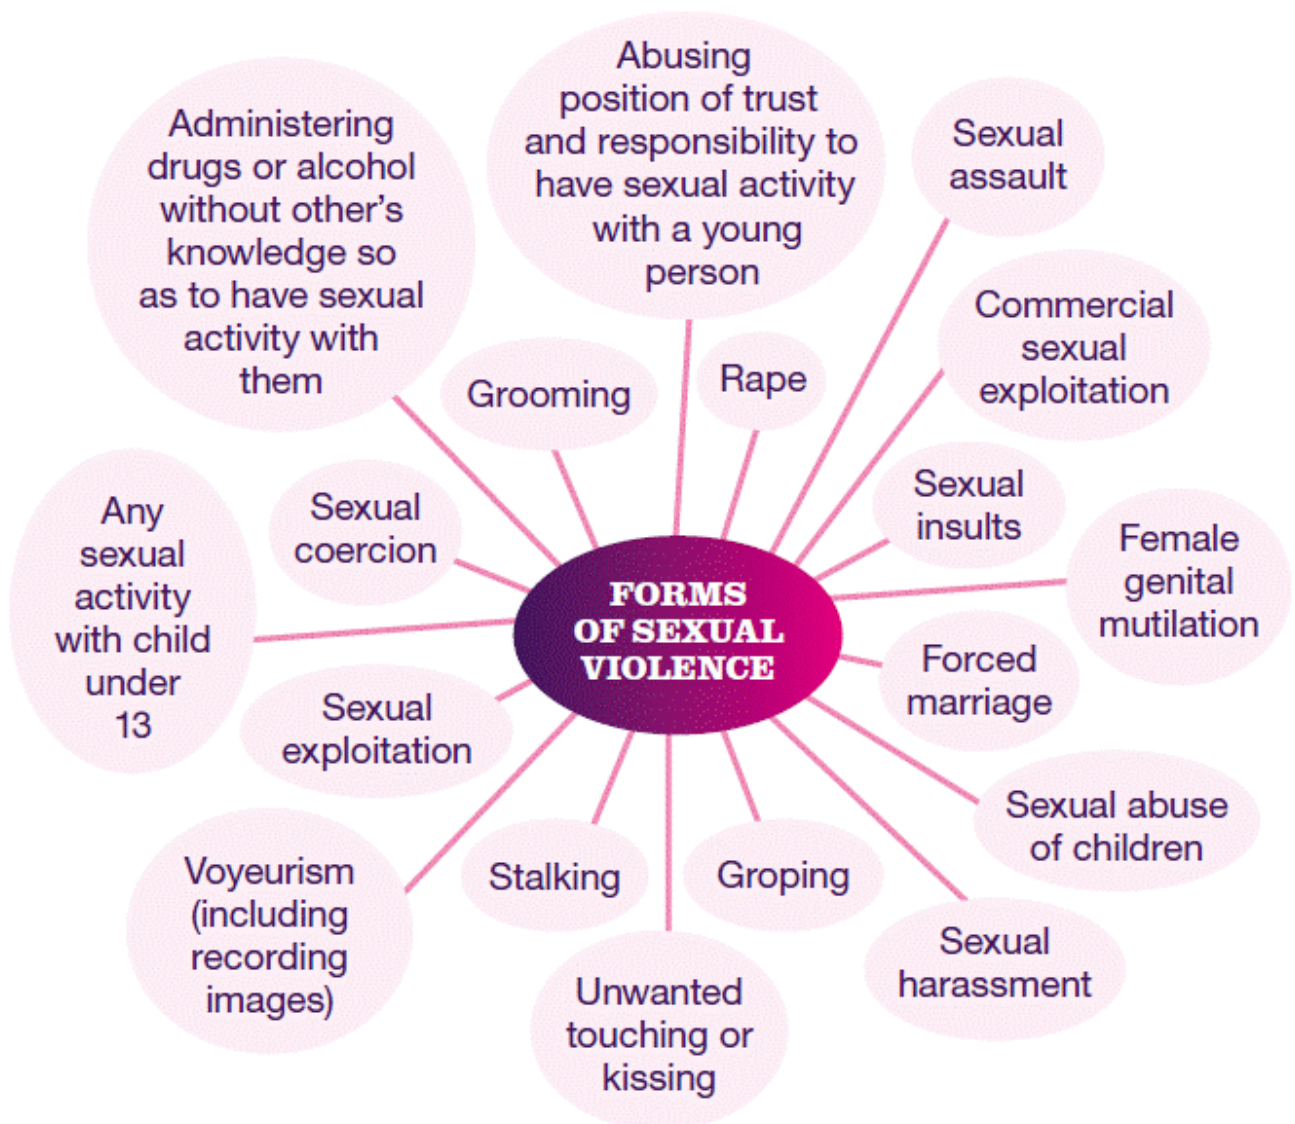 Abusing
position of trust
and responsibility to
have sexual activity
with a young
person
Administering
drugs or alcohol
without other’s
knowledge so
as to have sexual
activity with
them
Sexual
assault
Commercial
sexual
exploitation
Grooming
Rape
Sexual
insults
Sexual
coercion
Any
sexual
activity
with child
under
13
Female
genital
mutilation
FORMS
OF SEXUAL
VIOLENCE
Forced
marriage
Sexual
exploitation
Sexual abuse
of children
Voyeurism
(including
recording
images)
Stalking
Groping
Sexual
harassment
Unwanted
touching or
kissing